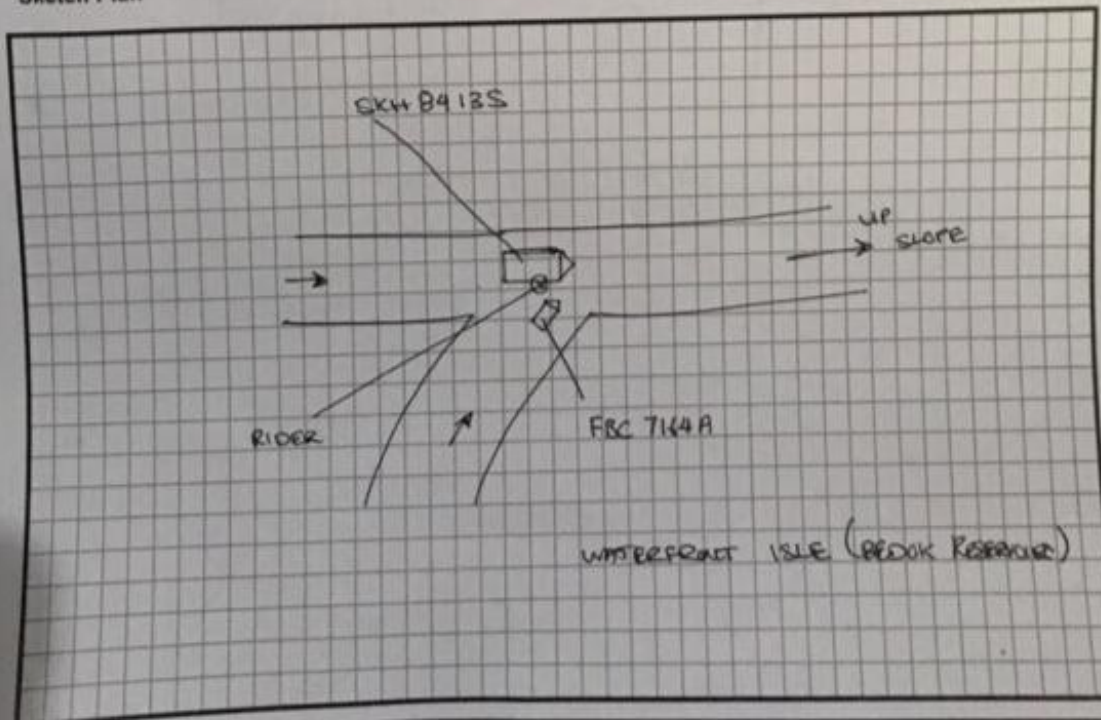 SKH 8413S
UP
SLOPE
RIDER
FBC 7164A
WATERFRONT ISLE (BEDOK RESERVOIR)